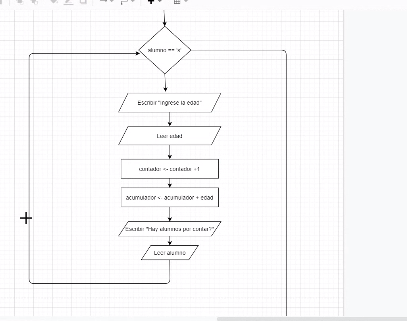 alumno == 's'
Escribir "Ingrese la edad"
Leer edad
contador <- contador +1
acumulador <- acumulador + edad
Escribir "Hay alumnos por contar?"
Leer alumno